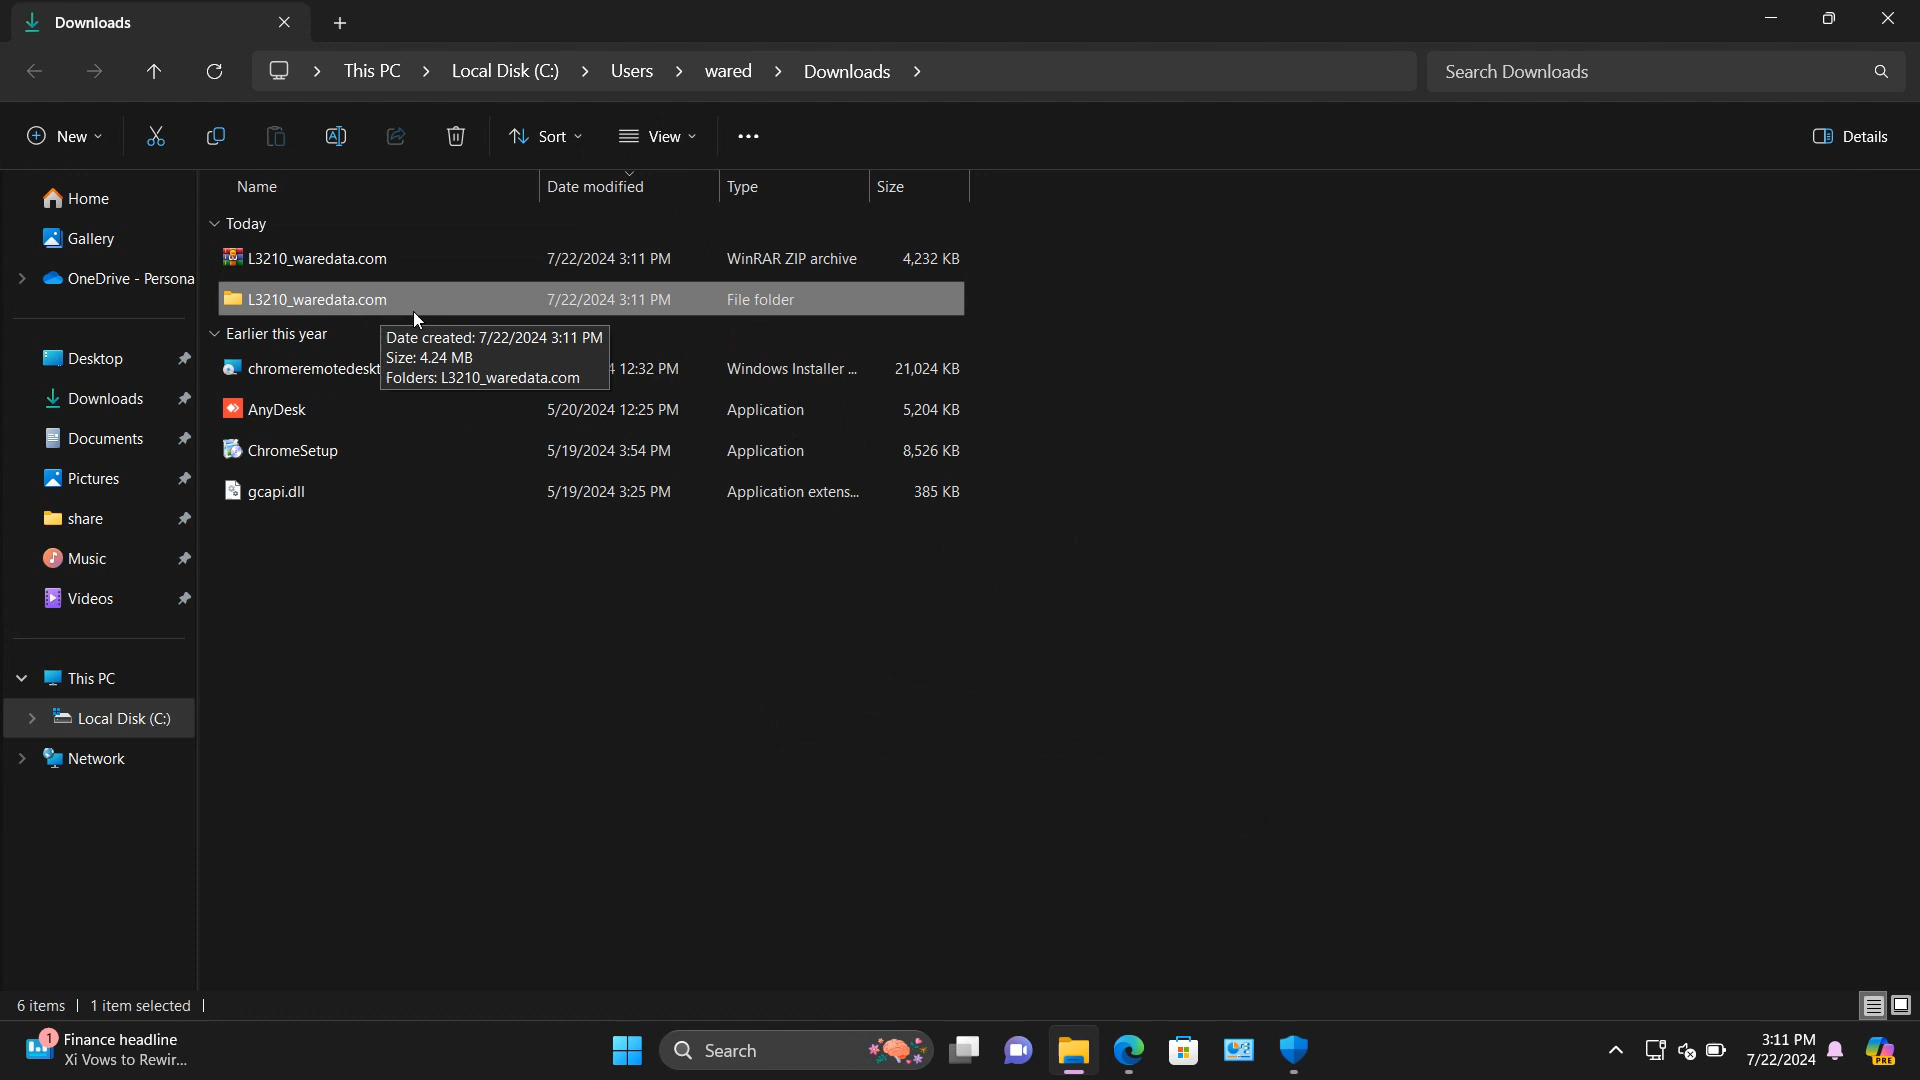 Downloads
This PC
Local Disk (C:)
Users
wared
Downloads
Search Downloads
New
Sort
View
Details
Name
Date modified
Type
Size
Home
Gallery
OneDrive - Persona
Desktop
Downloads
Documents
Pictures
share
Music
Videos
This PC
Local Disk (C:)
Network
Today
L3210_waredata.com 7/22/2024 3:11 PM WinRAR ZIP archive 4,232 KB
L3210_waredata.com 7/22/2024 3:11 PM File folder
Earlier this year
Date created: 7/22/2024 3:11 PM
Size: 4.24 MB
Folders: L3210_waredata.com
chromeremotedeskt 12:32 PM Windows Installer ... 21,024 KB
AnyDesk 5/20/2024 12:25 PM Application 5,204 KB
ChromeSetup 5/19/2024 3:54 PM Application 8,526 KB
gcapi.dll 5/19/2024 3:25 PM Application extens... 385 KB
6 items
1 item selected
1
Finance headline
Xi Vows to Rewir...
Search
3:11 PM
7/22/2024
PRE